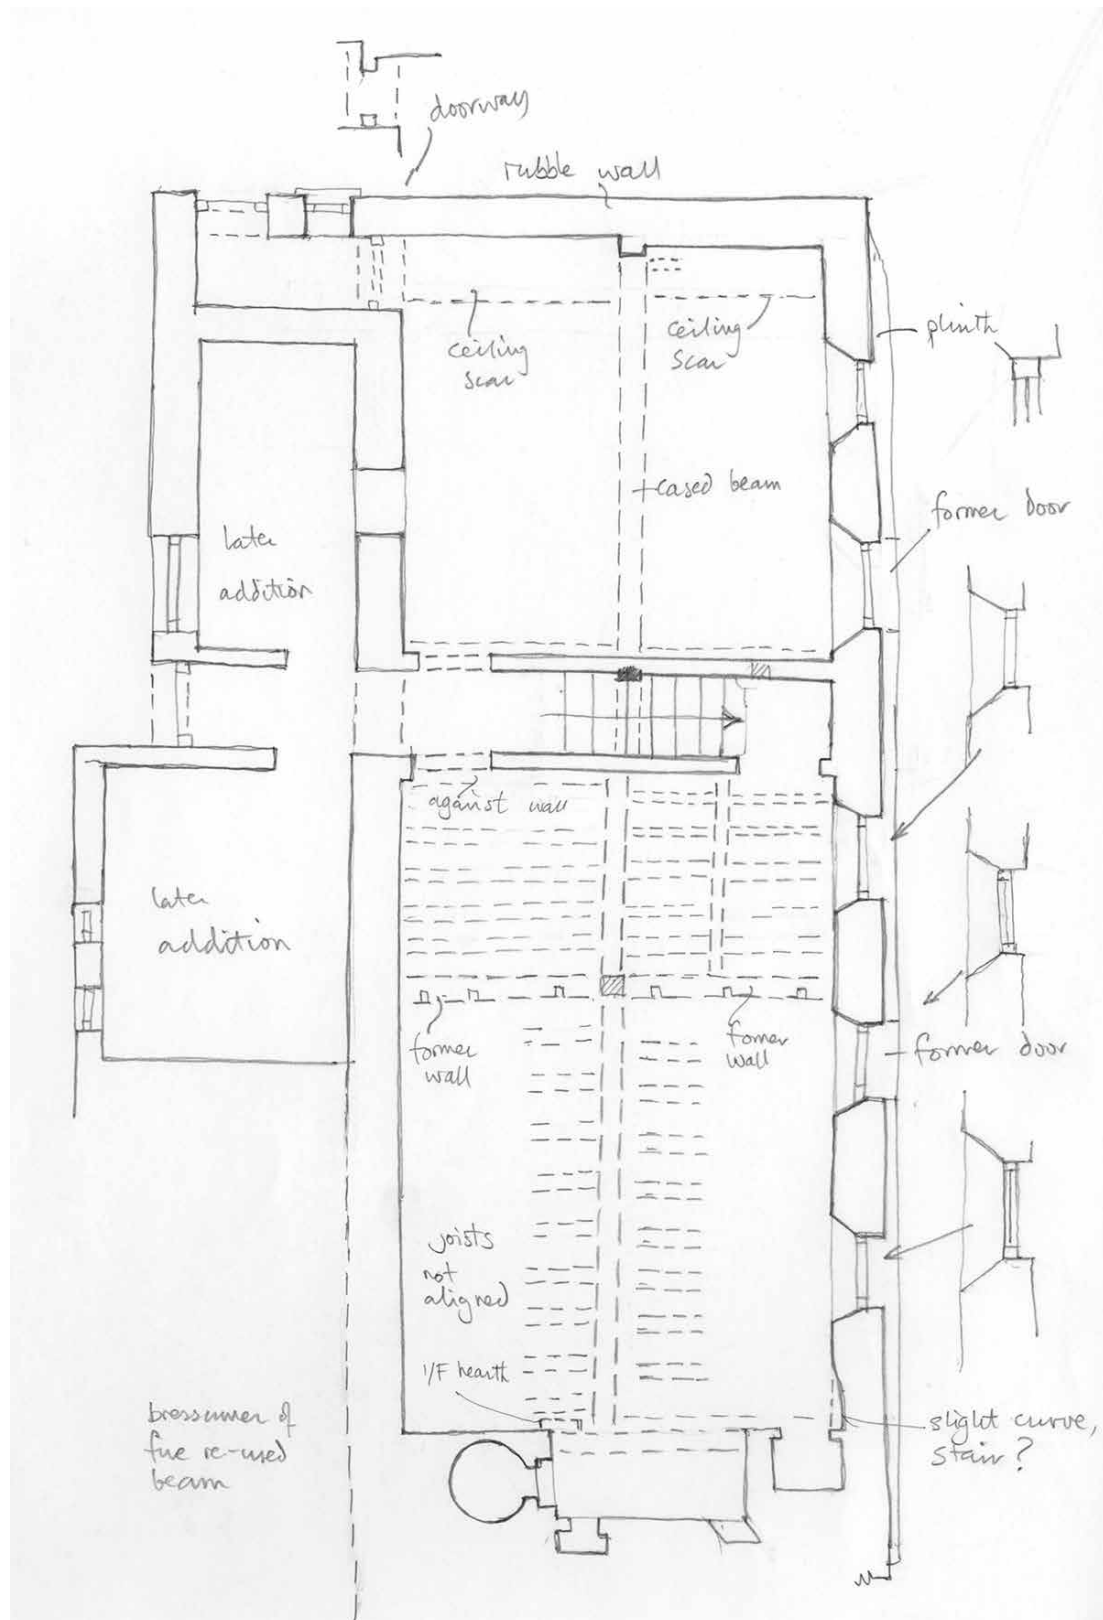 doorway
rubble wall
ceiling
scar
ceiling
scar
plinth
cased beam
former door
later
addition
against wall
later
addition
former
wall
former
wall
former door
joists
not
aligned
1/F hearth
bressumer of
fire re-used
beam
slight curve,
stair?